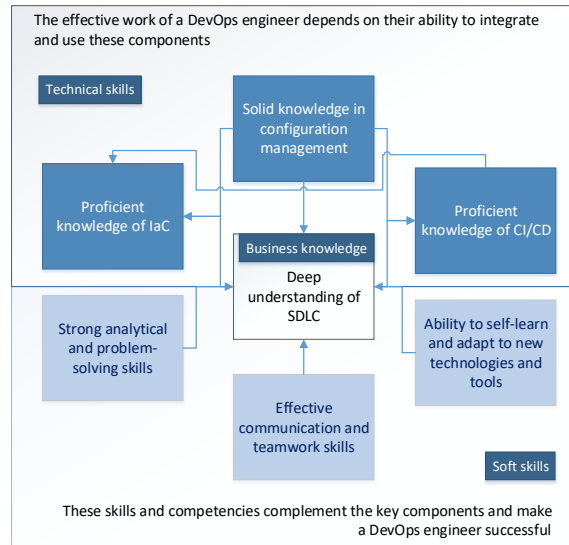 The effective work of a DevOps engineer depends on their ability to integrate
and use these components
Technical skills
Solid knowledge in
configuration
management
Proficient
knowledge of IaC
Proficient
knowledge of CI/CD
Business knowledge
Deep
understanding of
SDLC
Strong analytical
and problem-
solving skills
Ability to self-learn
and adapt to new
technologies and
tools
Effective
communication and
teamwork skills
Soft skills
These skills and competencies complement the key components and make
a DevOps engineer successful